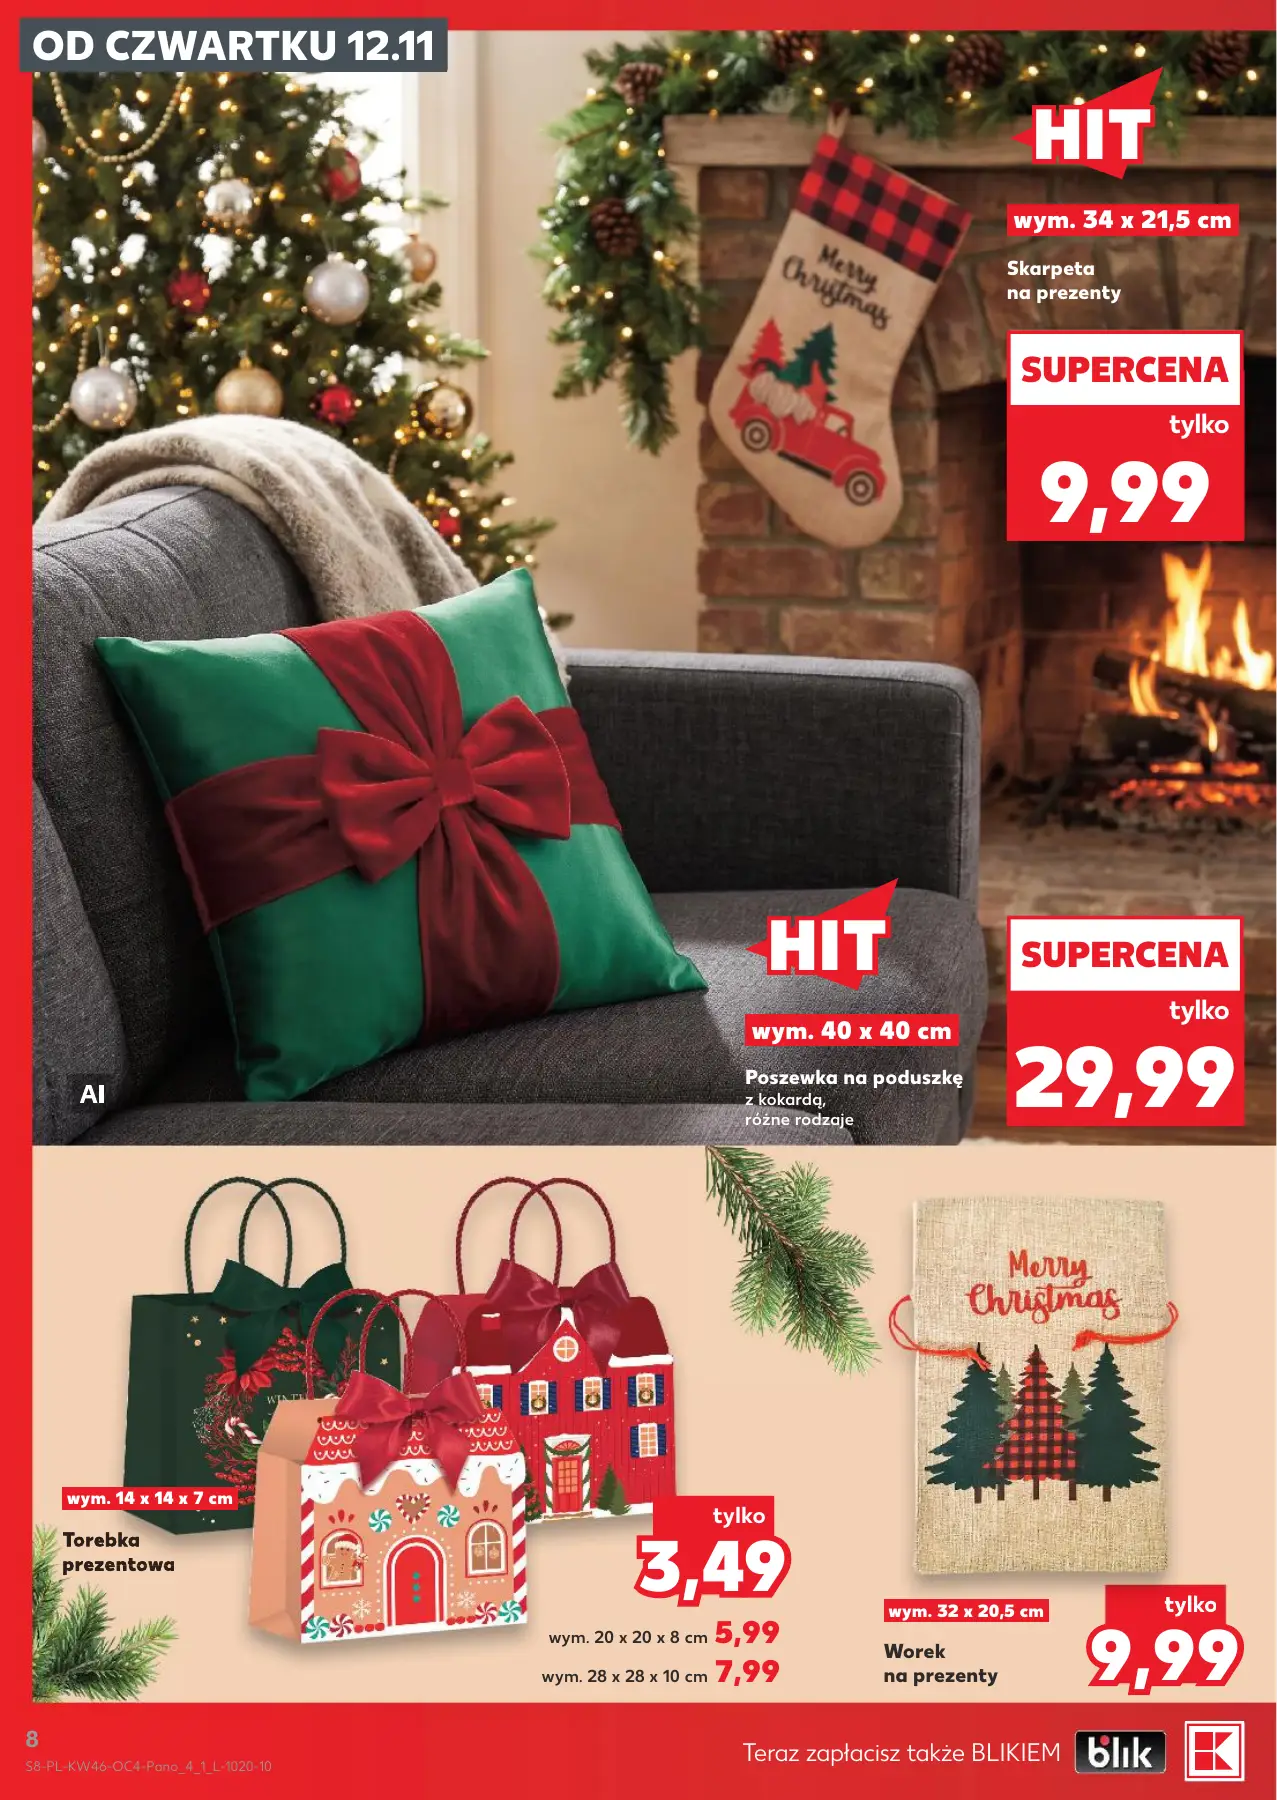 OD CZWARTKU 12.11
HIT
wym. 34 x 21,5 cm
Skarpeta
na prezenty
SUPERCENA
tylko
9,99
Merry
Christmas
HIT
wym. 40 x 40 cm
Poszewka na poduszkę
z kokardą,
różne rodzaje
SUPERCENA
tylko
29,99
AI
wym. 14 x 14 x 7 cm
Torebka
prezentowa
tylko
3,49
wym. 20 x 20 x 8 cm 5,99
wym. 28 x 28 x 10 cm 7,99
Merry
Christmas
wym. 32 x 20,5 cm
Worek
na prezenty
tylko
9,99
8
S8-PL-KW46-OC4-Pano_4_1_L-1020-10
Teraz zapłacisz także BLIKIEM
blik
K